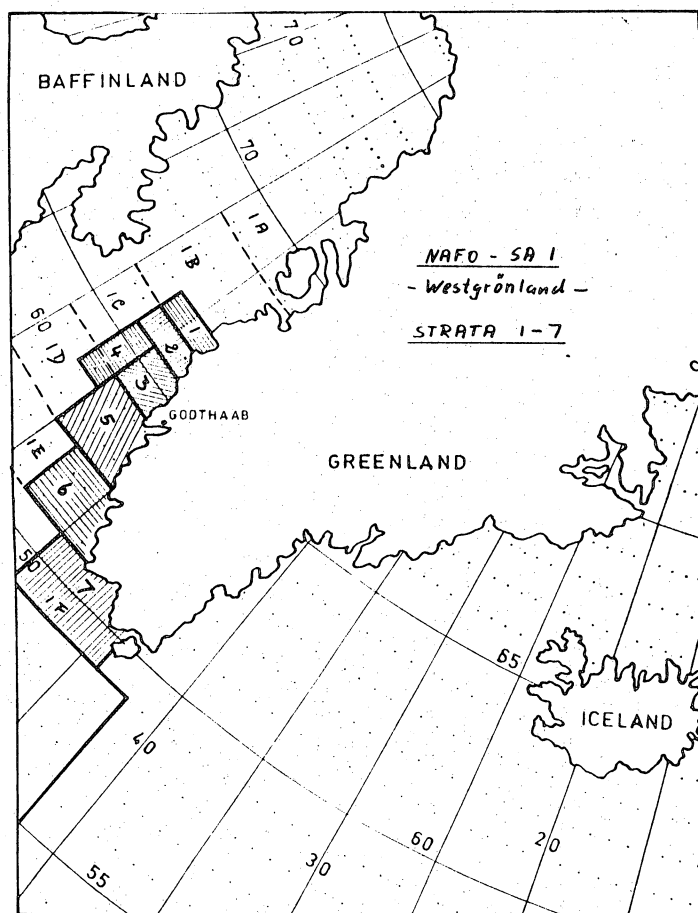 70
BAFFINLAND
70
1A
1B
NAFO - SA 1
- Westgrönland -
STRATA 1-7
1C
60
1D
1
2
4
3
5
GODTHAAB
1E
6
GREENLAND
50
7
1F
65
ICELAND
40
60
20
30
55